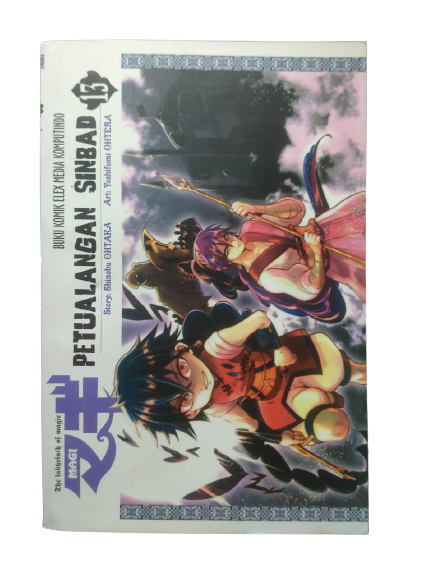 BUKU KOMIK ELEX MEDIA KOMPUTINDO
The labyrinth of magic
マギ
MAGI
PETUALANGAN SINBAD 13
Story: Shinobu OHTAKA Art: Yoshifumi OHTERA